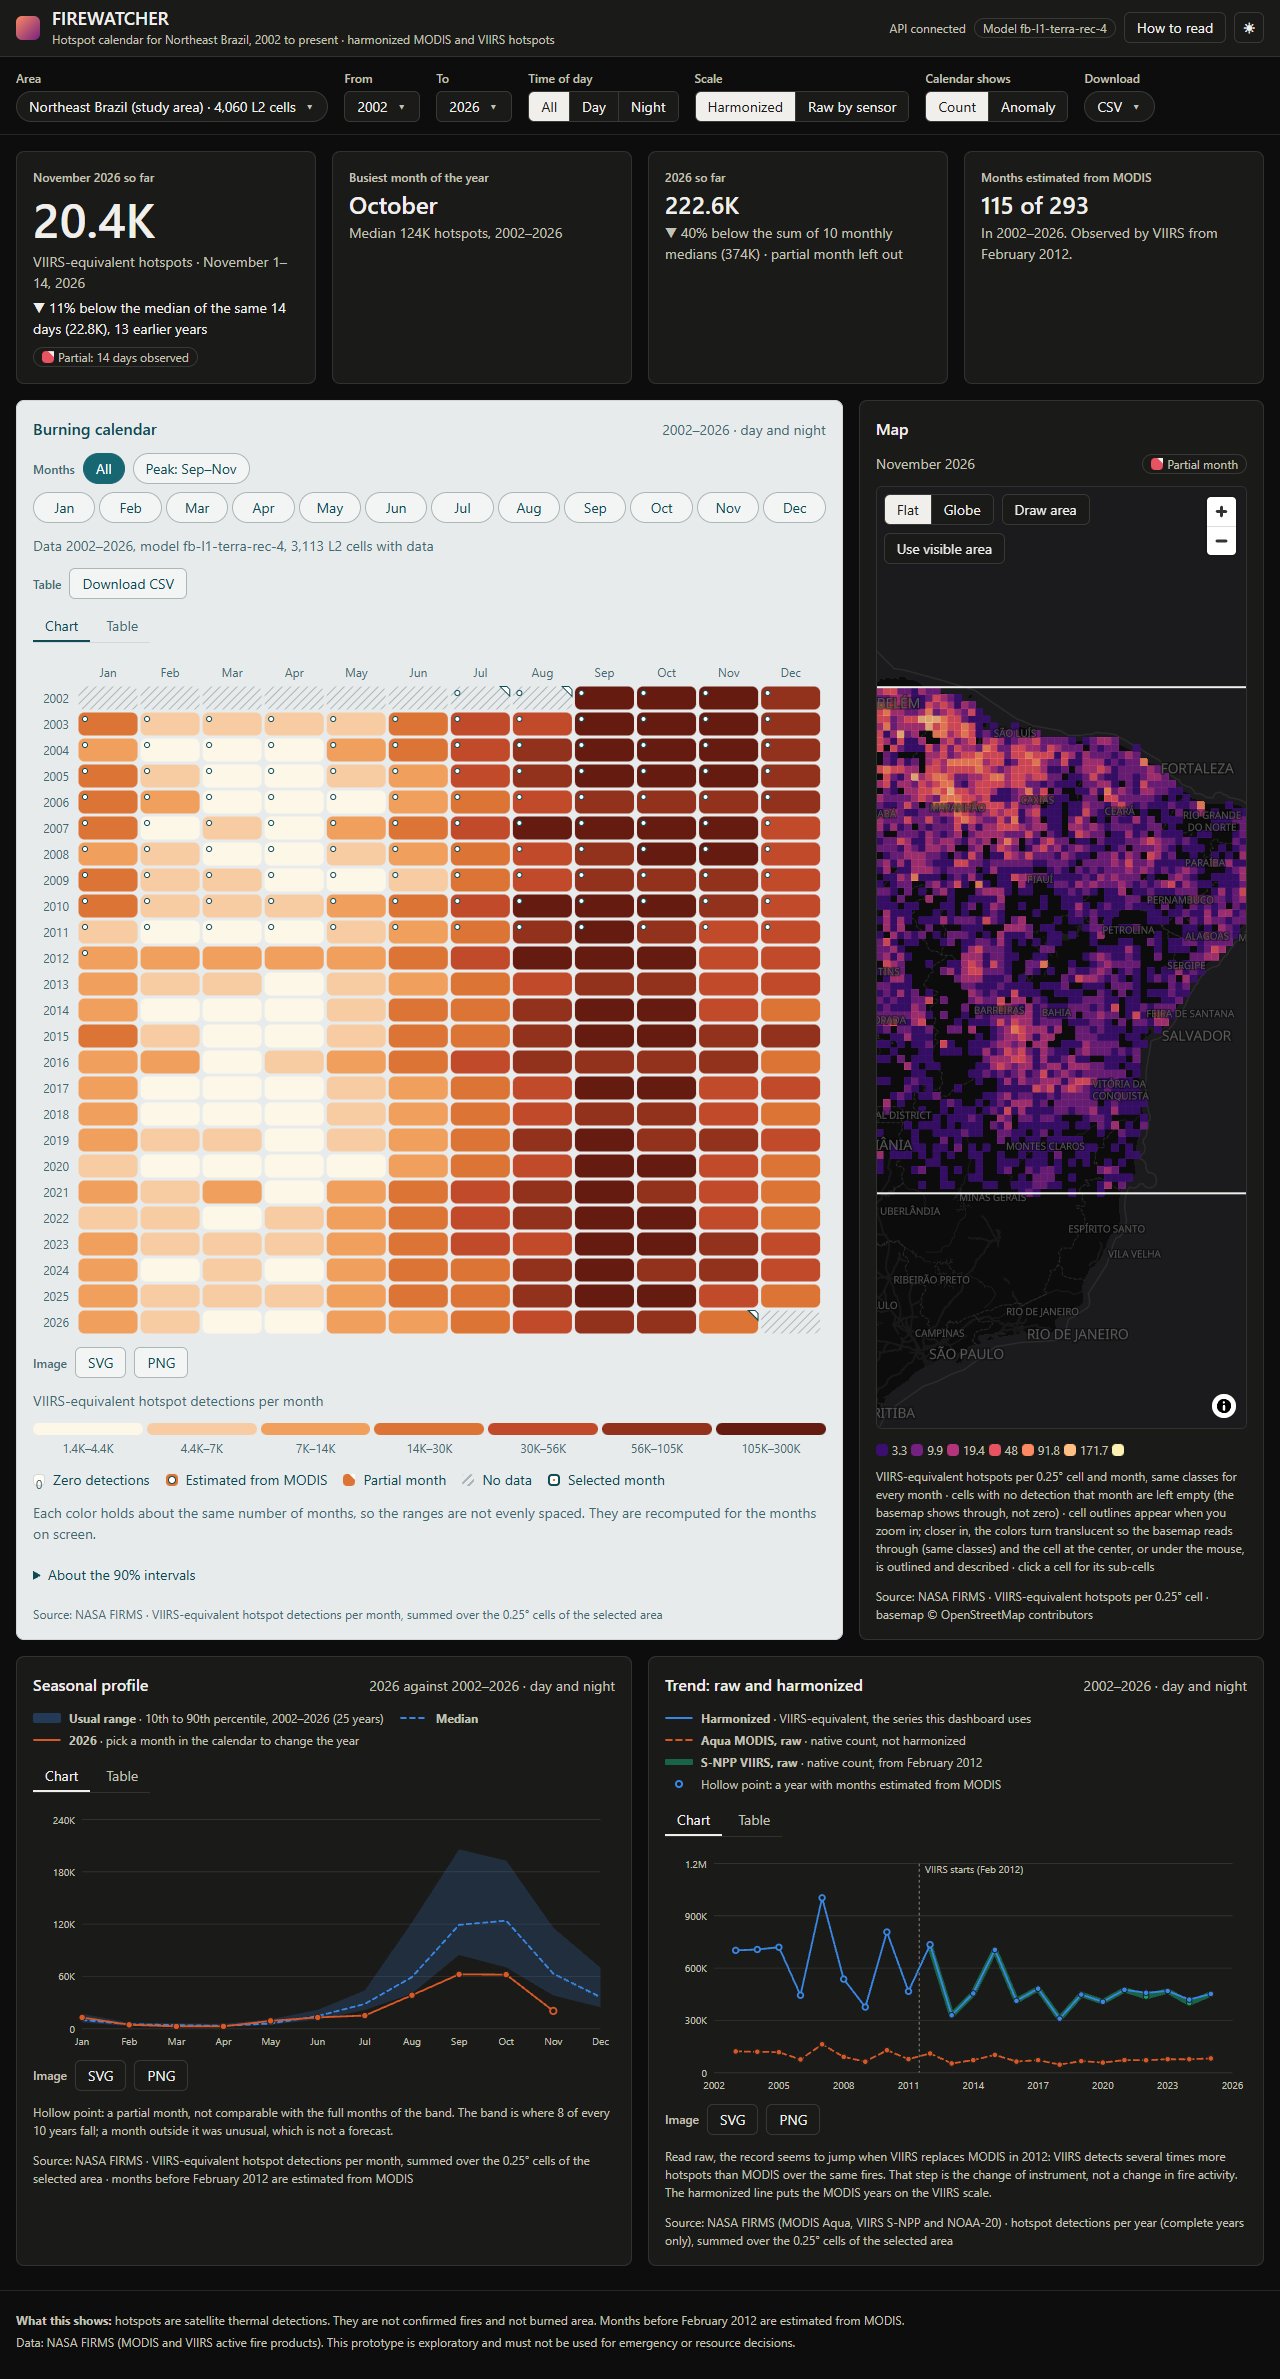 FIREWATCHER
Hotspot calendar for Northeast Brazil, 2002 to present · harmonized MODIS and VIIRS hotspots
API connected
Model fb-l1-terra-rec-4
How to read
Area
From
To
Time of day
Scale
Calendar shows
Download
Northeast Brazil (study area) · 4,060 L2 cells
2002
2026
All
Day
Night
Harmonized
Raw by sensor
Count
Anomaly
CSV
November 2026 so far
20.4K
VIIRS-equivalent hotspots · November 1–
14, 2026
▼ 11% below the median of the same 14
days (22.8K), 13 earlier years
Partial: 14 days observed
Busiest month of the year
October
Median 124K hotspots, 2002–2026
2026 so far
222.6K
▼ 40% below the sum of 10 monthly
medians (374K) · partial month left out
Months estimated from MODIS
115 of 293
In 2002–2026. Observed by VIIRS from
February 2012.
Burning calendar
2002–2026 · day and night
Months
All
Peak: Sep–Nov
Jan
Feb
Mar
Apr
May
Jun
Jul
Aug
Sep
Oct
Nov
Dec
Data 2002–2026, model fb-l1-terra-rec-4, 3,113 L2 cells with data
Table
Download CSV
Chart
Table
Jan
Feb
Mar
Apr
May
Jun
Jul
Aug
Sep
Oct
Nov
Dec
2002
2003
2004
2005
2006
2007
2008
2009
2010
2011
2012
2013
2014
2015
2016
2017
2018
2019
2020
2021
2022
2023
2024
2025
2026
Image
SVG
PNG
VIIRS-equivalent hotspot detections per month
1.4K–4.4K
4.4K–7K
7K–14K
14K–30K
30K–56K
56K–105K
105K–300K
0 Zero detections
Estimated from MODIS
Partial month
No data
Selected month
Each color holds about the same number of months, so the ranges are not evenly spaced. They are recomputed for the months
on screen.
▶ About the 90% intervals
Source: NASA FIRMS · VIIRS-equivalent hotspot detections per month, summed over the 0.25° cells of the selected area
Map
November 2026
Partial month
Flat
Globe
Draw area
Use visible area
+
−
BELÉM
SÃO LUÍS
FORTALEZA
MARANHÃO
CAXIAS
CEARÁ
ABA
RIO GRANDE
DO NORTE
PARAÍBA
PIAUÍ
PERNAMBUCO
PETROLINA
ALAGOAS
M
TINS
SERGIPE
BARREIRAS
BAHIA
FEIRA DE SANTANA
SALVADOR
VITÓRIA DA
CONQUISTA
AL DISTRICT
IÂNIA
MONTES CLAROS
MINAS GERAIS
UBERLÂNDIA
ESPÍRITO SANTO
VILA VELHA
RIBEIRÃO PRETO
ULO
RIO DE JANEIRO
CAMPINAS
RIO DE JANEIRO
SÃO PAULO
RITIBA
3.3
9.9
19.4
48
91.8
171.7
VIIRS-equivalent hotspots per 0.25° cell and month, same classes for
every month · cells with no detection that month are left empty (the
basemap shows through, not zero) · cell outlines appear when you
zoom in; closer in, the colors turn translucent so the basemap reads
through (same classes) and the cell at the center, or under the mouse,
is outlined and described · click a cell for its sub-cells
Source: NASA FIRMS · VIIRS-equivalent hotspots per 0.25° cell ·
basemap © OpenStreetMap contributors
Seasonal profile
2026 against 2002–2026 · day and night
Usual range · 10th to 90th percentile, 2002–2026 (25 years)
Median
2026 · pick a month in the calendar to change the year
Chart
Table
240K
180K
120K
60K
0
Jan
Feb
Mar
Apr
May
Jun
Jul
Aug
Sep
Oct
Nov
Dec
Image
SVG
PNG
Hollow point: a partial month, not comparable with the full months of the band. The band is where 8 of every
10 years fall; a month outside it was unusual, which is not a forecast.
Source: NASA FIRMS · VIIRS-equivalent hotspot detections per month, summed over the 0.25° cells of the
selected area · months before February 2012 are estimated from MODIS
Trend: raw and harmonized
2002–2026 · day and night
Harmonized · VIIRS-equivalent, the series this dashboard uses
Aqua MODIS, raw · native count, not harmonized
S-NPP VIIRS, raw · native count, from February 2012
Hollow point: a year with months estimated from MODIS
Chart
Table
1.2M
900K
600K
300K
0
VIIRS starts (Feb 2012)
2002
2005
2008
2011
2014
2017
2020
2023
2026
Image
SVG
PNG
Read raw, the record seems to jump when VIIRS replaces MODIS in 2012: VIIRS detects several times more
hotspots than MODIS over the same fires. That step is the change of instrument, not a change in fire activity.
The harmonized line puts the MODIS years on the VIIRS scale.
Source: NASA FIRMS (MODIS Aqua, VIIRS S-NPP and NOAA-20) · hotspot detections per year (complete years
only), summed over the 0.25° cells of the selected area
What this shows: hotspots are satellite thermal detections. They are not confirmed fires and not burned area. Months before February 2012 are estimated from MODIS.
Data: NASA FIRMS (MODIS and VIIRS active fire products). This prototype is exploratory and must not be used for emergency or resource decisions.